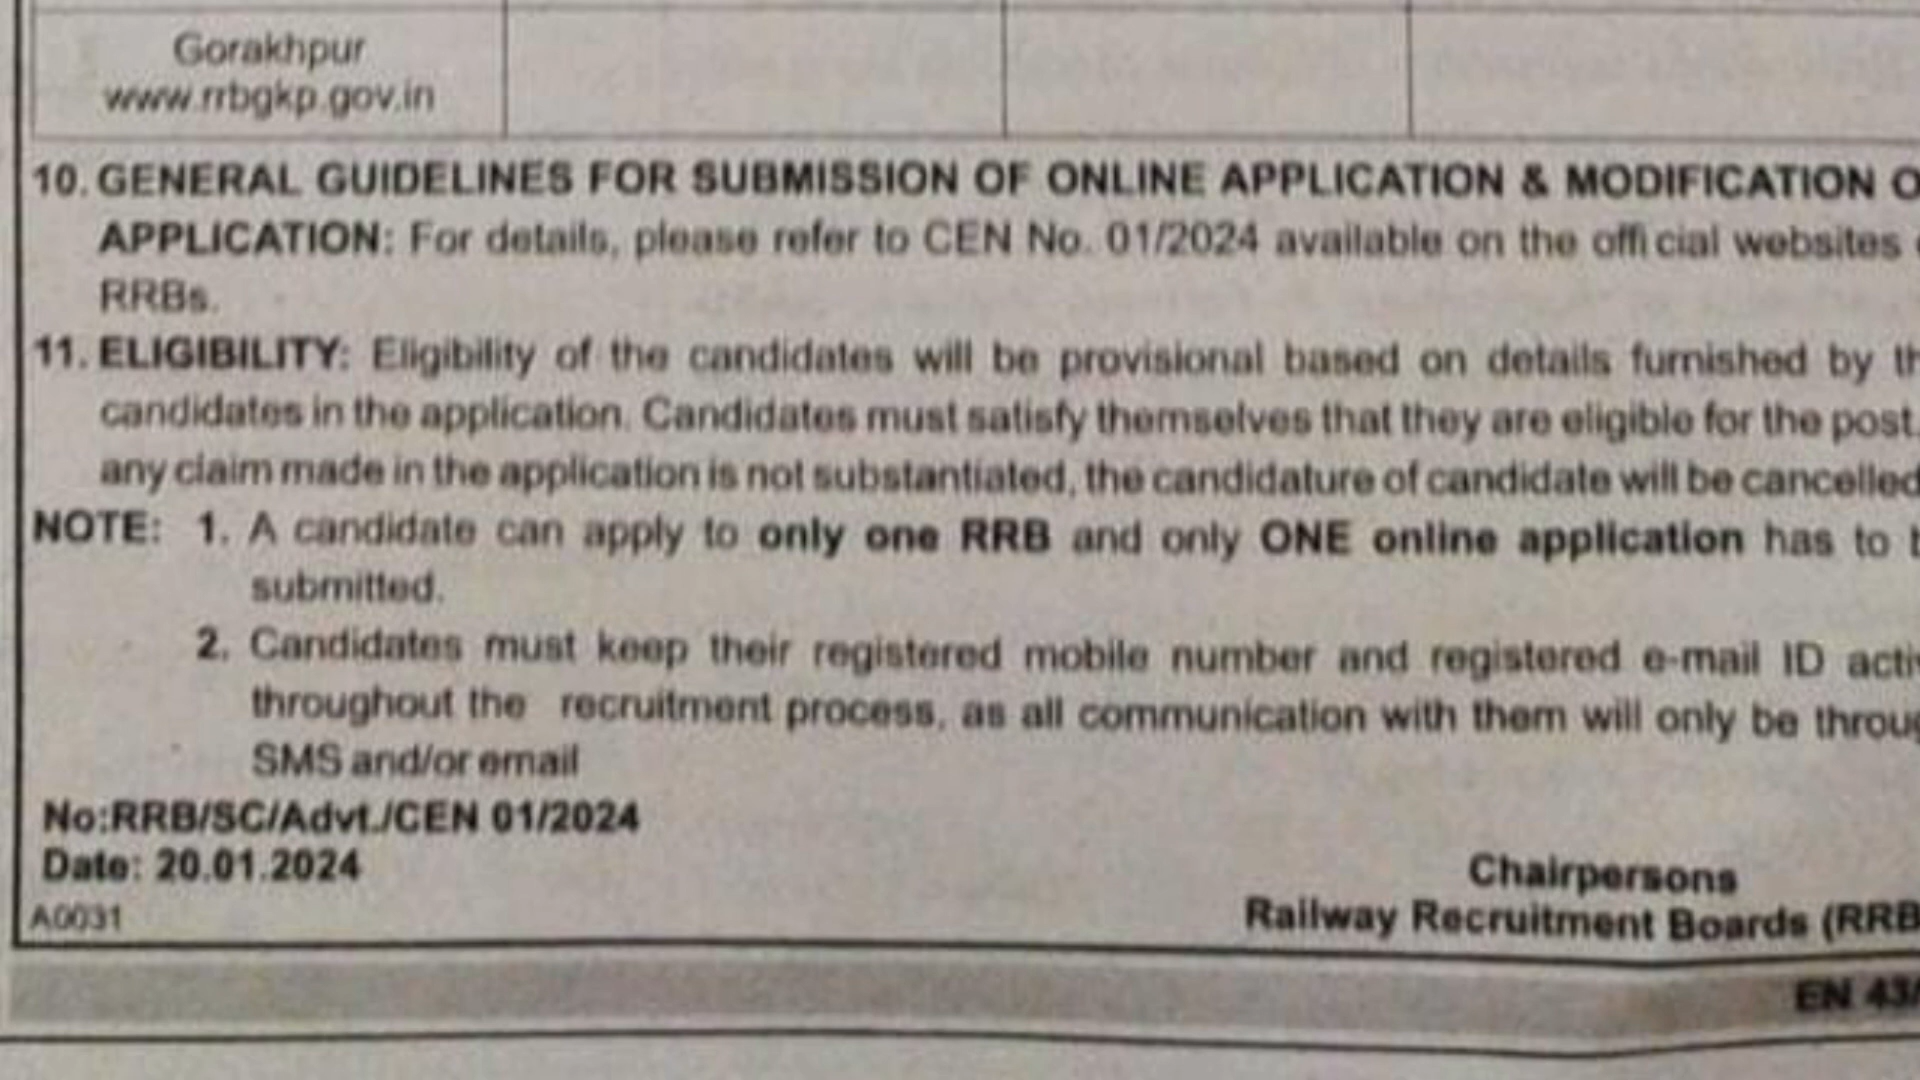 Gorakhpur
www.rrbgkp.gov.in
10. GENERAL GUIDELINES FOR SUBMISSION OF ONLINE APPLICATION & MODIFICATION O
APPLICATION: For details, please refer to CEN No. 01/2024 available on the official websites
RRBs.
11. ELIGIBILITY: Eligibility of the candidates will be provisional based on details furnished by th
candidates in the application. Candidates must satisfy themselves that they are eligible for the post.
any claim made in the application is not substantiated, the candidature of candidate will be cancelled
NOTE: 1. A candidate can apply to only one RRB and only ONE online application has to b
submitted.
2. Candidates must keep their registered mobile number and registered e-mail ID activ
throughout the recruitment process, as all communication with them will only be throug
SMS and/or email
No:RRB/SC/Advt./CEN 01/2024
Date: 20.01.2024
Chairpersons
A0031
Railway Recruitment Boards (RRB
EN 43/